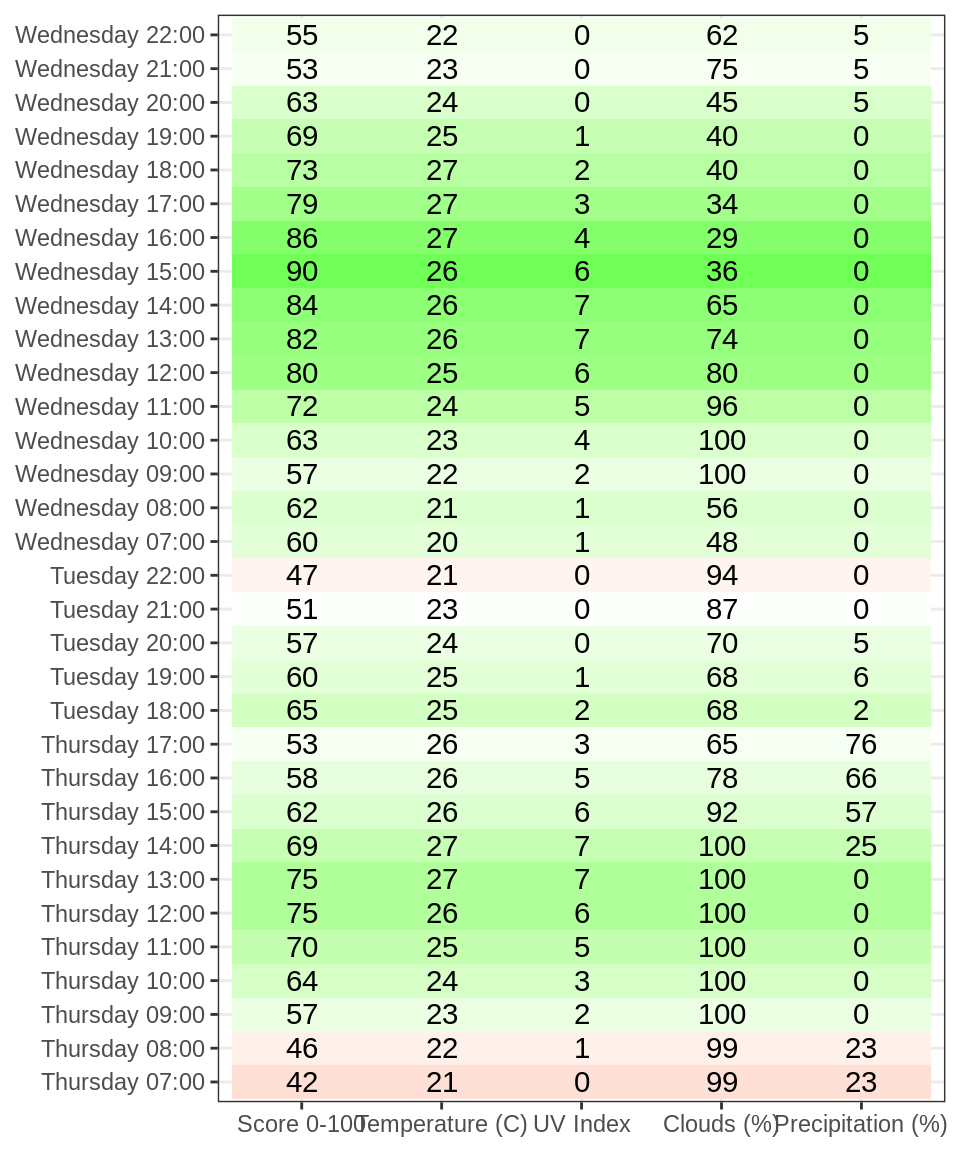 Wednesday 22:00 55 22 0 62 5
Wednesday 21:00 53 23 0 75 5
Wednesday 20:00 63 24 0 45 5
Wednesday 19:00 69 25 1 40 0
Wednesday 18:00 73 27 2 40 0
Wednesday 17:00 79 27 3 34 0
Wednesday 16:00 86 27 4 29 0
Wednesday 15:00 90 26 6 36 0
Wednesday 14:00 84 26 7 65 0
Wednesday 13:00 82 26 7 74 0
Wednesday 12:00 80 25 6 80 0
Wednesday 11:00 72 24 5 96 0
Wednesday 10:00 63 23 4 100 0
Wednesday 09:00 57 22 2 100 0
Wednesday 08:00 62 21 1 56 0
Wednesday 07:00 60 20 1 48 0
Tuesday 22:00 47 21 0 94 0
Tuesday 21:00 51 23 0 87 0
Tuesday 20:00 57 24 0 70 5
Tuesday 19:00 60 25 1 68 6
Tuesday 18:00 65 25 2 68 2
Thursday 17:00 53 26 3 65 76
Thursday 16:00 58 26 5 78 66
Thursday 15:00 62 26 6 92 57
Thursday 14:00 69 27 7 100 25
Thursday 13:00 75 27 7 100 0
Thursday 12:00 75 26 6 100 0
Thursday 11:00 70 25 5 100 0
Thursday 10:00 64 24 3 100 0
Thursday 09:00 57 23 2 100 0
Thursday 08:00 46 22 1 99 23
Thursday 07:00 42 21 0 99 23
Score 0-100 Temperature (C) UV Index Clouds (%) Precipitation (%)